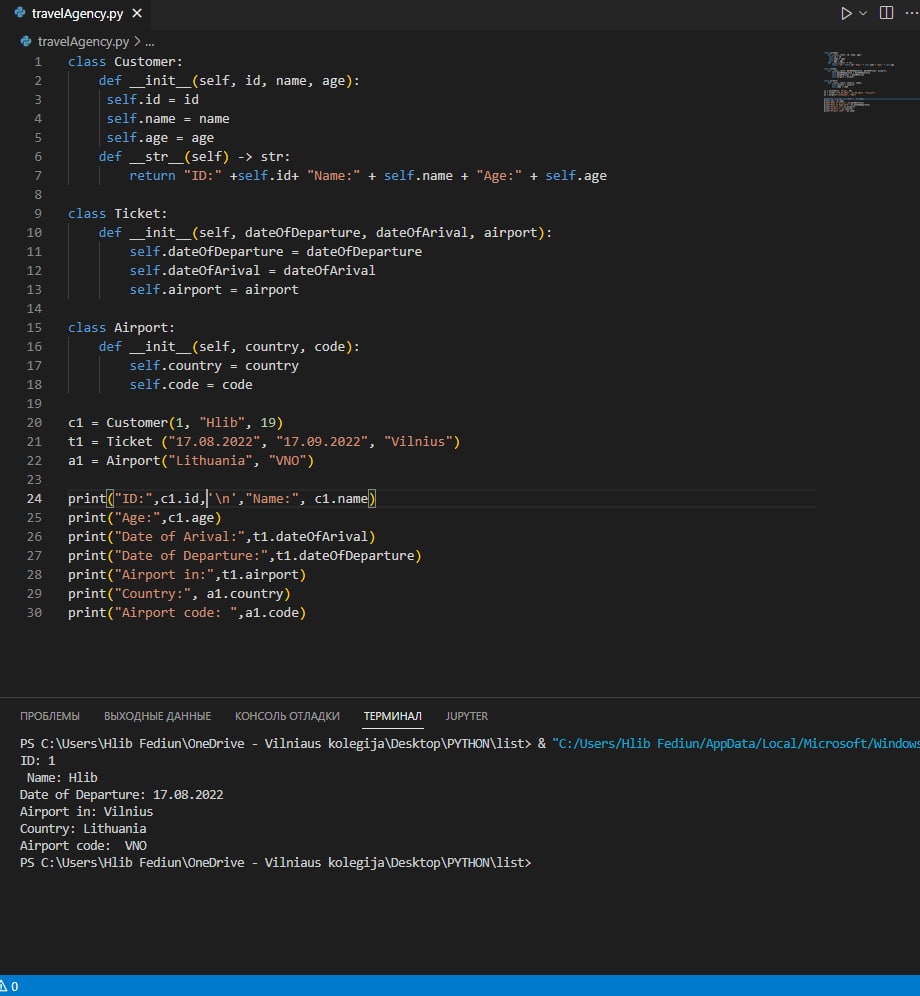 travelAgency.py
travelAgency.py > ...
1 class Customer:
2 def __init__(self, id, name, age):
3 self.id = id
4 self.name = name
5 self.age = age
6 def __str__(self) -> str:
7 return "ID:" +self.id+ "Name:" + self.name + "Age:" + self.age
8
9 class Ticket:
10 def __init__(self, dateOfDeparture, dateOfArival, airport):
11 self.dateOfDeparture = dateOfDeparture
12 self.dateOfArival = dateOfArival
13 self.airport = airport
14
15 class Airport:
16 def __init__(self, country, code):
17 self.country = country
18 self.code = code
19
20 c1 = Customer(1, "Hlib", 19)
21 t1 = Ticket ("17.08.2022", "17.09.2022", "Vilnius")
22 a1 = Airport("Lithuania", "VNO")
23
24 print("ID:",c1.id,'\n',"Name:", c1.name)
25 print("Age:",c1.age)
26 print("Date of Arival:",t1.dateOfArival)
27 print("Date of Departure:",t1.dateOfDeparture)
28 print("Airport in:",t1.airport)
29 print("Country:", a1.country)
30 print("Airport code: ",a1.code)
ПРОБЛЕМЫ ВЫХОДНЫЕ ДАННЫЕ КОНСОЛЬ ОТЛАДКИ ТЕРМИНАЛ JUPYTER
PS C:\Users\Hlib Fediun\OneDrive - Vilniaus kolegija\Desktop\PYTHON\list> & "C:/Users/Hlib Fediun/AppData/Local/Microsoft/Windows
ID: 1
 Name: Hlib
Date of Departure: 17.08.2022
Airport in: Vilnius
Country: Lithuania
Airport code:  VNO
PS C:\Users\Hlib Fediun\OneDrive - Vilniaus kolegija\Desktop\PYTHON\list>
0